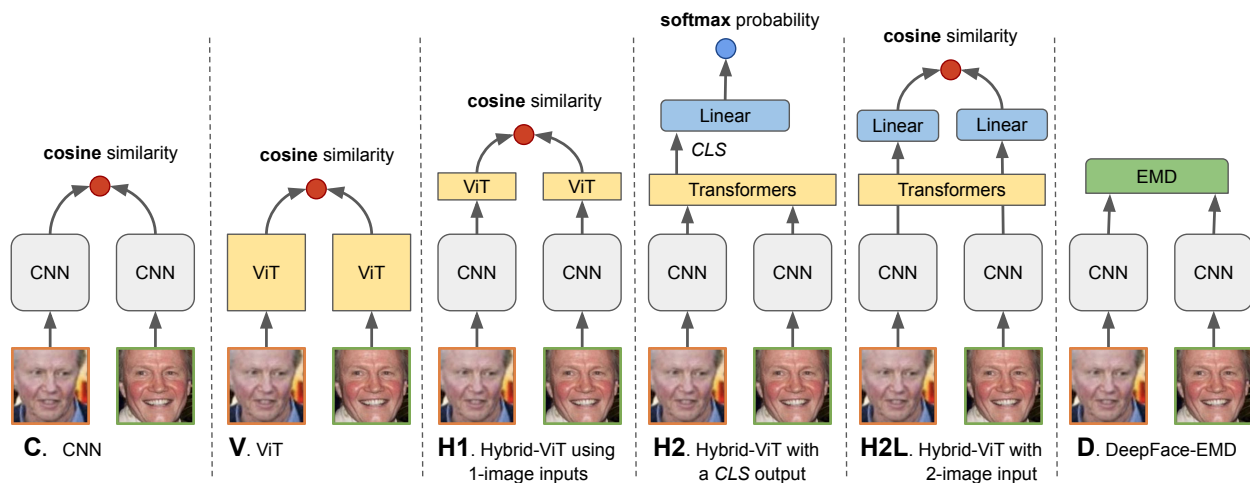 cosine similarity
CNN
CNN
C. CNN
cosine similarity
ViT
ViT
V. ViT
cosine similarity
ViT
ViT
CNN
CNN
H1. Hybrid-ViT using
1-image inputs
softmax probability
Linear
CLS
Transformers
CNN
CNN
H2. Hybrid-ViT with
a CLS output
cosine similarity
Linear
Linear
Transformers
CNN
CNN
H2L. Hybrid-ViT with
2-image input
EMD
CNN
CNN
D. DeepFace-EMD